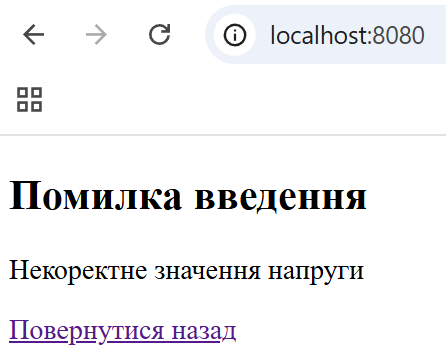 localhost:8080
Помилка введення
Некоректне значення напруги
Повернутися назад